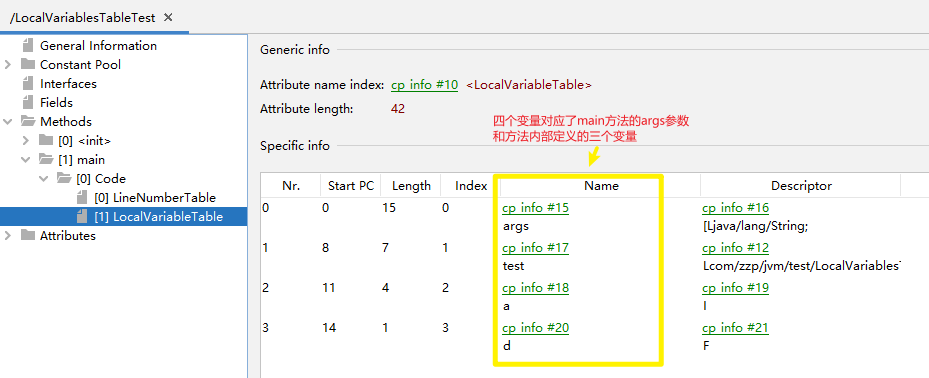 /LocalVariablesTableTest ×
General Information
Constant Pool
Interfaces
Fields
Methods
[0] <init>
[1] main
[0] Code
[0] LineNumberTable
[1] LocalVariableTable
Attributes
Generic info
Attribute name index: cp info #10 <LocalVariableTable>
Attribute length: 42
四个变量对应了main方法的args参数
和方法内部定义的三个变量
Specific info
Nr. Start PC Length Index Name Descriptor
0 0 15 0 cp info #15 cp info #16
args [Ljava/lang/String;
1 8 7 1 cp info #17 cp info #12
test Lcom/zzp/jvm/test/LocalVariables
2 11 4 2 cp info #18 cp info #19
a I
3 14 1 3 cp info #20 cp info #21
d F